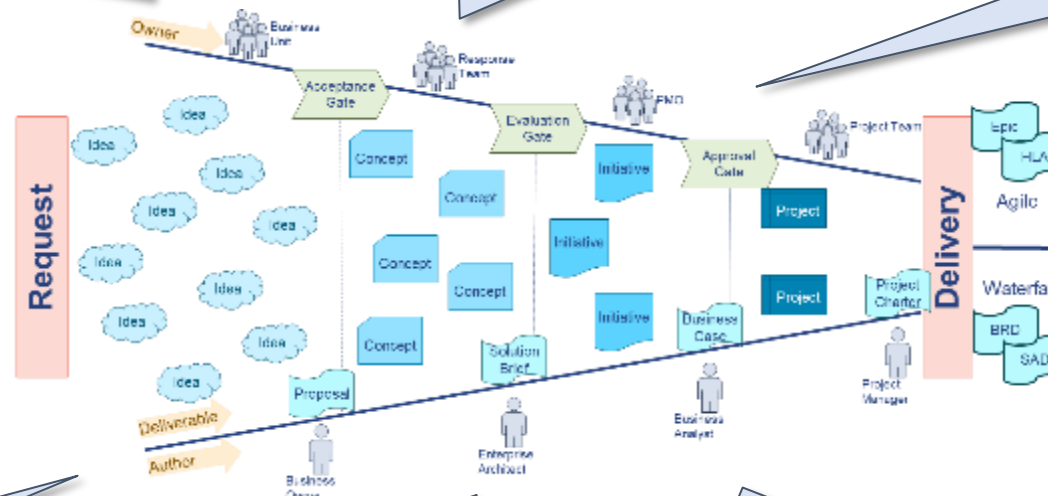 Owner
Business
Unit
Response
Team
PMO
Project Team
Acceptance
Gate
Evaluation
Gate
Approval
Gate
Request
Idea
Idea
Idea
Idea
Idea
Idea
Idea
Idea
Idea
Idea
Concept
Concept
Concept
Concept
Concept
Initiative
Initiative
Initiative
Project
Project
Delivery
Epic
HLA
Agile
Waterfa
BRD
SAD
Proposal
Solution
Brief
Business
Case
Project
Charter
Deliverable
Author
Business
Owner
Enterprise
Architect
Business
Analyst
Project
Manager